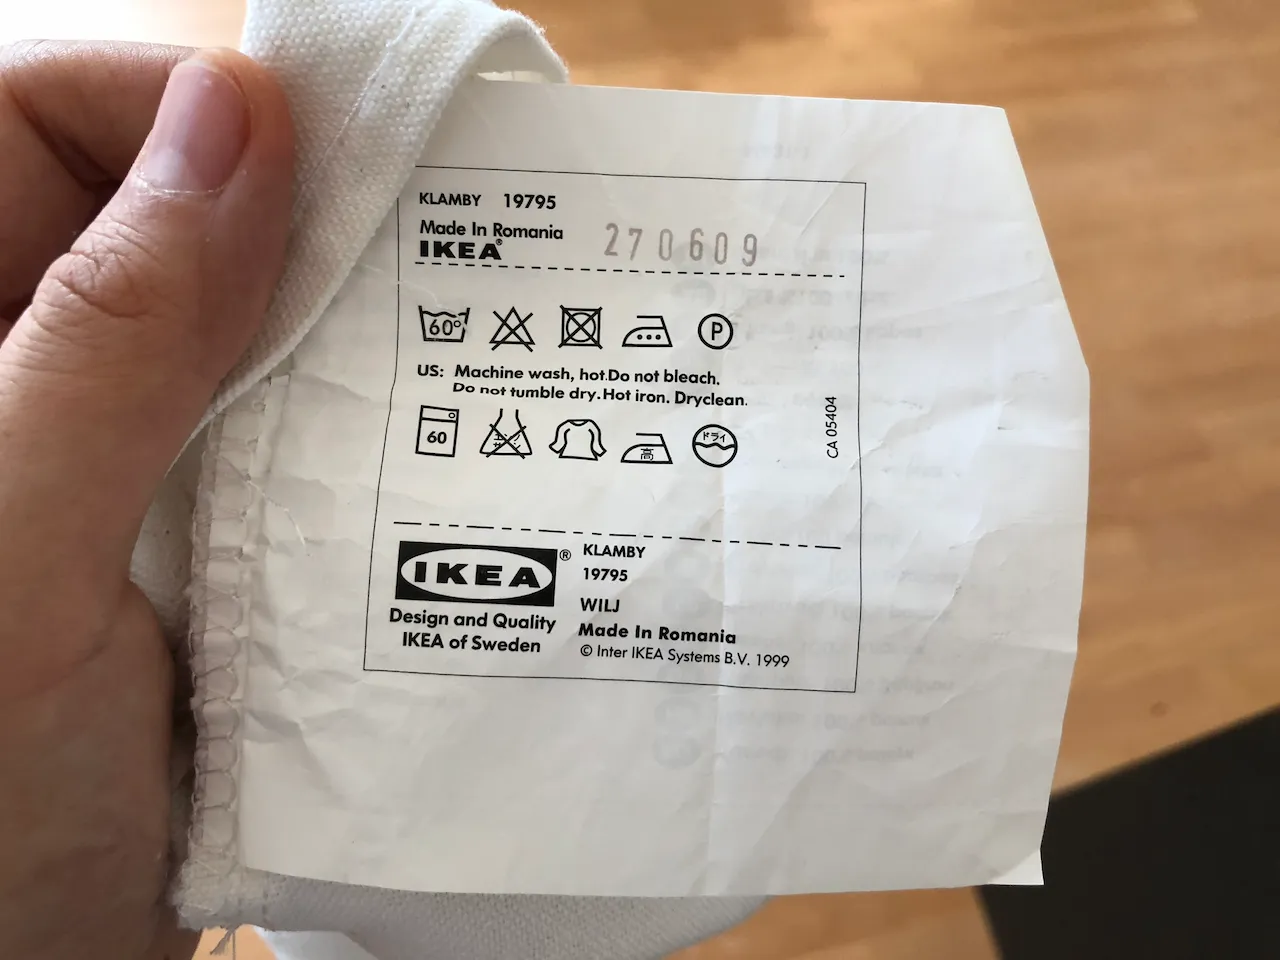 KLAMBY 19795
Made In Romania
IKEA® 270609
60°
P
US: Machine wash, hot.Do not bleach.
Do not tumble dry.Hot iron. Dryclean.
60
高
ドライ
CA 05404
IKEA®
Design and Quality
IKEA of Sweden
KLAMBY
19795
WILJ
Made In Romania
© Inter IKEA Systems B.V. 1999